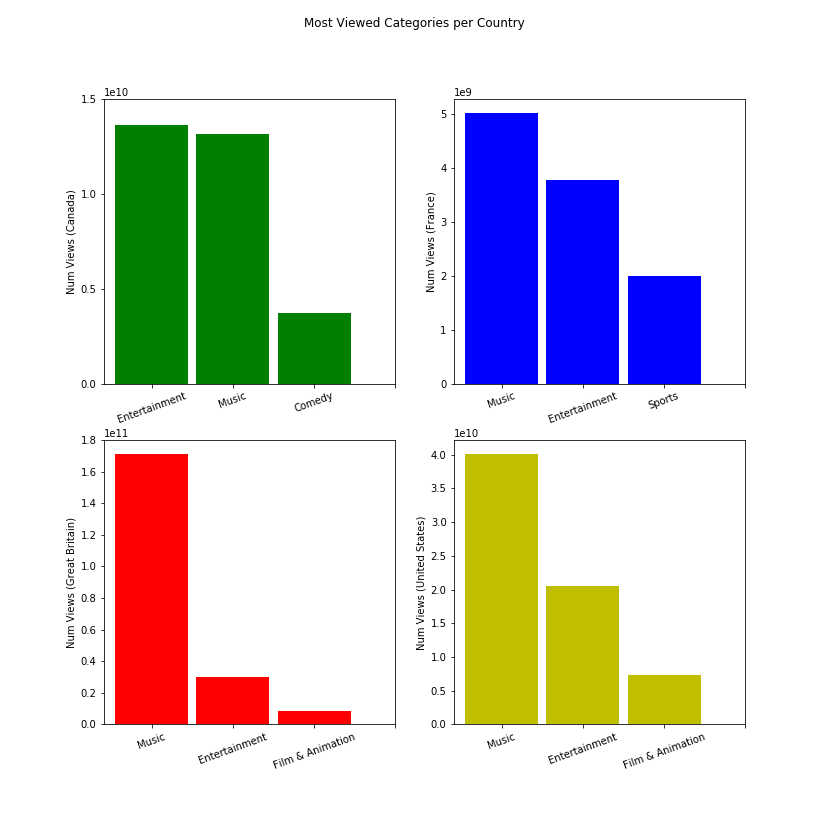 Most Viewed Categories per Country
1e10
1.5
1.0
0.5
0.0
Num Views (Canada)
Entertainment
Music
Comedy
1e9
5
4
3
2
1
0
Num Views (France)
Music
Entertainment
Sports
1e11
1.8
1.6
1.4
1.2
1.0
0.8
0.6
0.4
0.2
0.0
Num Views (Great Britain)
Music
Entertainment
Film & Animation
1e10
4.0
3.5
3.0
2.5
2.0
1.5
1.0
0.5
0.0
Num Views (United States)
Music
Entertainment
Film & Animation